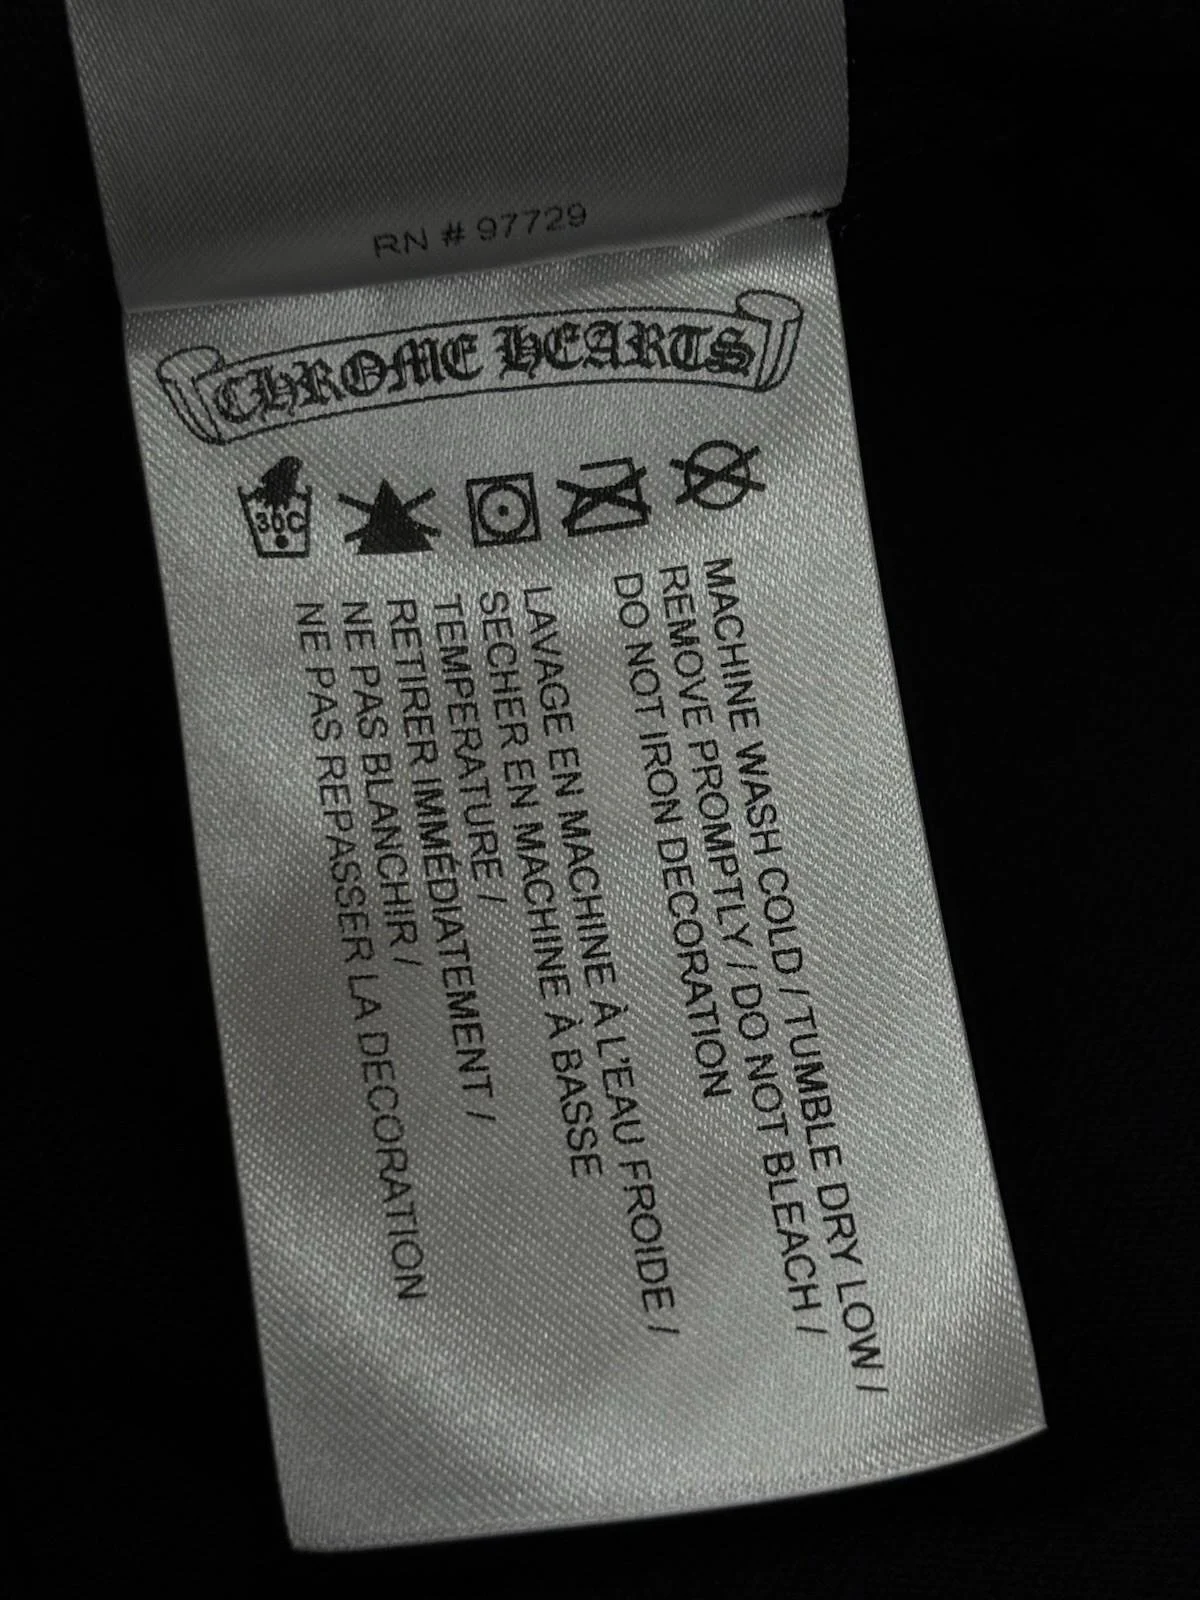 RN # 97729
CHROME HEARTS
30C
MACHINE WASH COLD / TUMBLE DRY LOW /
REMOVE PROMPTLY / DO NOT BLEACH /
DO NOT IRON DECORATION
LAVAGE EN MACHINE À L'EAU FROIDE /
SECHER EN MACHINE À BASSE
TEMPERATURE /
RETIRER IMMÉDIATEMENT /
NE PAS BLANCHIR /
NE PAS REPASSER LA DECORATION